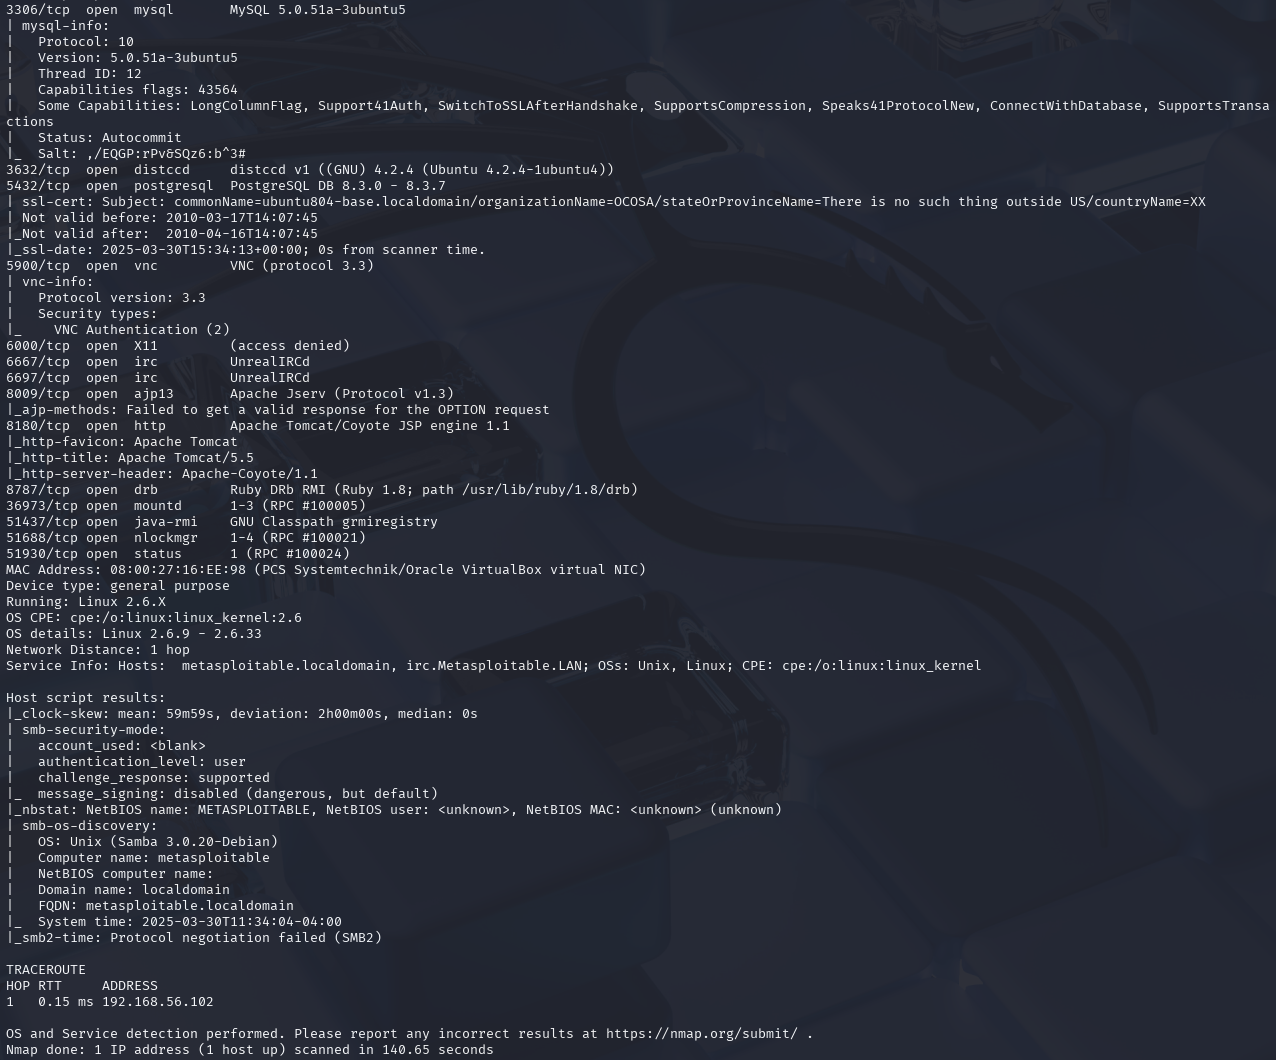 3306/tcp  open  mysql       MySQL 5.0.51a-3ubuntu5
| mysql-info:
|   Protocol: 10
|   Version: 5.0.51a-3ubuntu5
|   Thread ID: 12
|   Capabilities flags: 43564
|   Some Capabilities: LongColumnFlag, Support41Auth, SwitchToSSLAfterHandshake, SupportsCompression, Speaks41ProtocolNew, ConnectWithDatabase, SupportsTransa
ctions
|   Status: Autocommit
|_  Salt: ,/EQGP:rPv&SQz6:b^3#
3632/tcp  open  distccd     distccd v1 ((GNU) 4.2.4 (Ubuntu 4.2.4-1ubuntu4))
5432/tcp  open  postgresql  PostgreSQL DB 8.3.0 - 8.3.7
| ssl-cert: Subject: commonName=ubuntu804-base.localdomain/organizationName=OCOSA/stateOrProvinceName=There is no such thing outside US/countryName=XX
| Not valid before: 2010-03-17T14:07:45
|_Not valid after:  2010-04-16T14:07:45
|_ssl-date: 2025-03-30T15:34:13+00:00; 0s from scanner time.
5900/tcp  open  vnc         VNC (protocol 3.3)
| vnc-info:
|   Protocol version: 3.3
|   Security types:
|_    VNC Authentication (2)
6000/tcp  open  X11         (access denied)
6667/tcp  open  irc         UnrealIRCd
6697/tcp  open  irc         UnrealIRCd
8009/tcp  open  ajp13       Apache Jserv (Protocol v1.3)
|_ajp-methods: Failed to get a valid response for the OPTION request
8180/tcp  open  http        Apache Tomcat/Coyote JSP engine 1.1
|_http-favicon: Apache Tomcat
|_http-title: Apache Tomcat/5.5
|_http-server-header: Apache-Coyote/1.1
8787/tcp  open  drb         Ruby DRb RMI (Ruby 1.8; path /usr/lib/ruby/1.8/drb)
36973/tcp open  mountd      1-3 (RPC #100005)
51437/tcp open  java-rmi    GNU Classpath grmiregistry
51688/tcp open  nlockmgr    1-4 (RPC #100021)
51930/tcp open  status      1 (RPC #100024)
MAC Address: 08:00:27:16:EE:98 (PCS Systemtechnik/Oracle VirtualBox virtual NIC)
Device type: general purpose
Running: Linux 2.6.X
OS CPE: cpe:/o:linux:linux_kernel:2.6
OS details: Linux 2.6.9 - 2.6.33
Network Distance: 1 hop
Service Info: Hosts:  metasploitable.localdomain, irc.Metasploitable.LAN; OSs: Unix, Linux; CPE: cpe:/o:linux:linux_kernel

Host script results:
|_clock-skew: mean: 59m59s, deviation: 2h00m00s, median: 0s
| smb-security-mode:
|   account_used: <blank>
|   authentication_level: user
|   challenge_response: supported
|_  message_signing: disabled (dangerous, but default)
|_nbstat: NetBIOS name: METASPLOITABLE, NetBIOS user: <unknown>, NetBIOS MAC: <unknown> (unknown)
| smb-os-discovery:
|   OS: Unix (Samba 3.0.20-Debian)
|   Computer name: metasploitable
|   NetBIOS computer name:
|   Domain name: localdomain
|   FQDN: metasploitable.localdomain
|_  System time: 2025-03-30T11:34:04-04:00
|_smb2-time: Protocol negotiation failed (SMB2)

TRACEROUTE
HOP RTT     ADDRESS
1   0.15 ms 192.168.56.102

OS and Service detection performed. Please report any incorrect results at https://nmap.org/submit/ .
Nmap done: 1 IP address (1 host up) scanned in 140.65 seconds